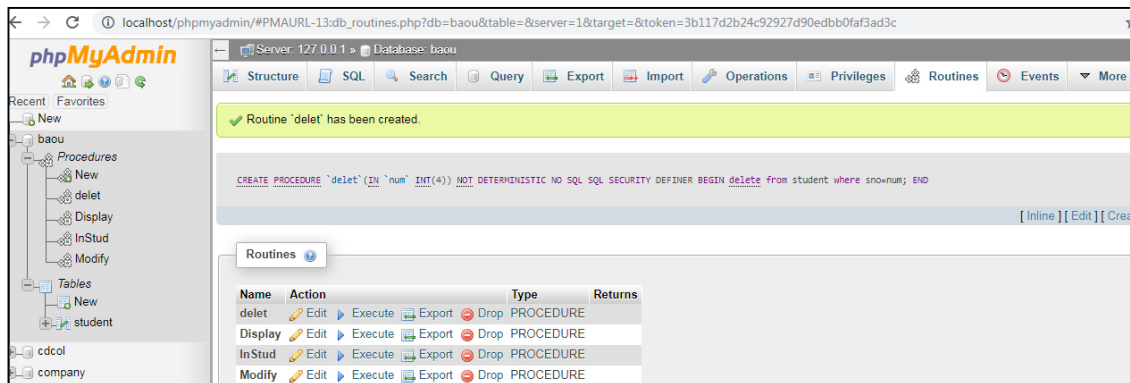 localhost/phpmyadmin/#PMAURL-13:db_routines.php?db=baou&table=&server=1&target=&token=3b117d2b24c92927d90edbb0faf3ad3c
phpMyAdmin
Recent Favorites
New
baou
Procedures
New
delet
Display
InStud
Modify
Tables
New
student
cdcol
company
Server: 127.0.0.1 » Database: baou
Structure SQL Search Query Export Import Operations Privileges Routines Events More
Routine `delet` has been created.
CREATE PROCEDURE `delet`(IN `num` INT(4)) NOT DETERMINISTIC NO SQL SQL SECURITY DEFINER BEGIN delete from student where sno=num; END
[ Inline ] [ Edit ] [ Crea
Routines
Name Action Type Returns
delet Edit Execute Export Drop PROCEDURE
Display Edit Execute Export Drop PROCEDURE
InStud Edit Execute Export Drop PROCEDURE
Modify Edit Execute Export Drop PROCEDURE